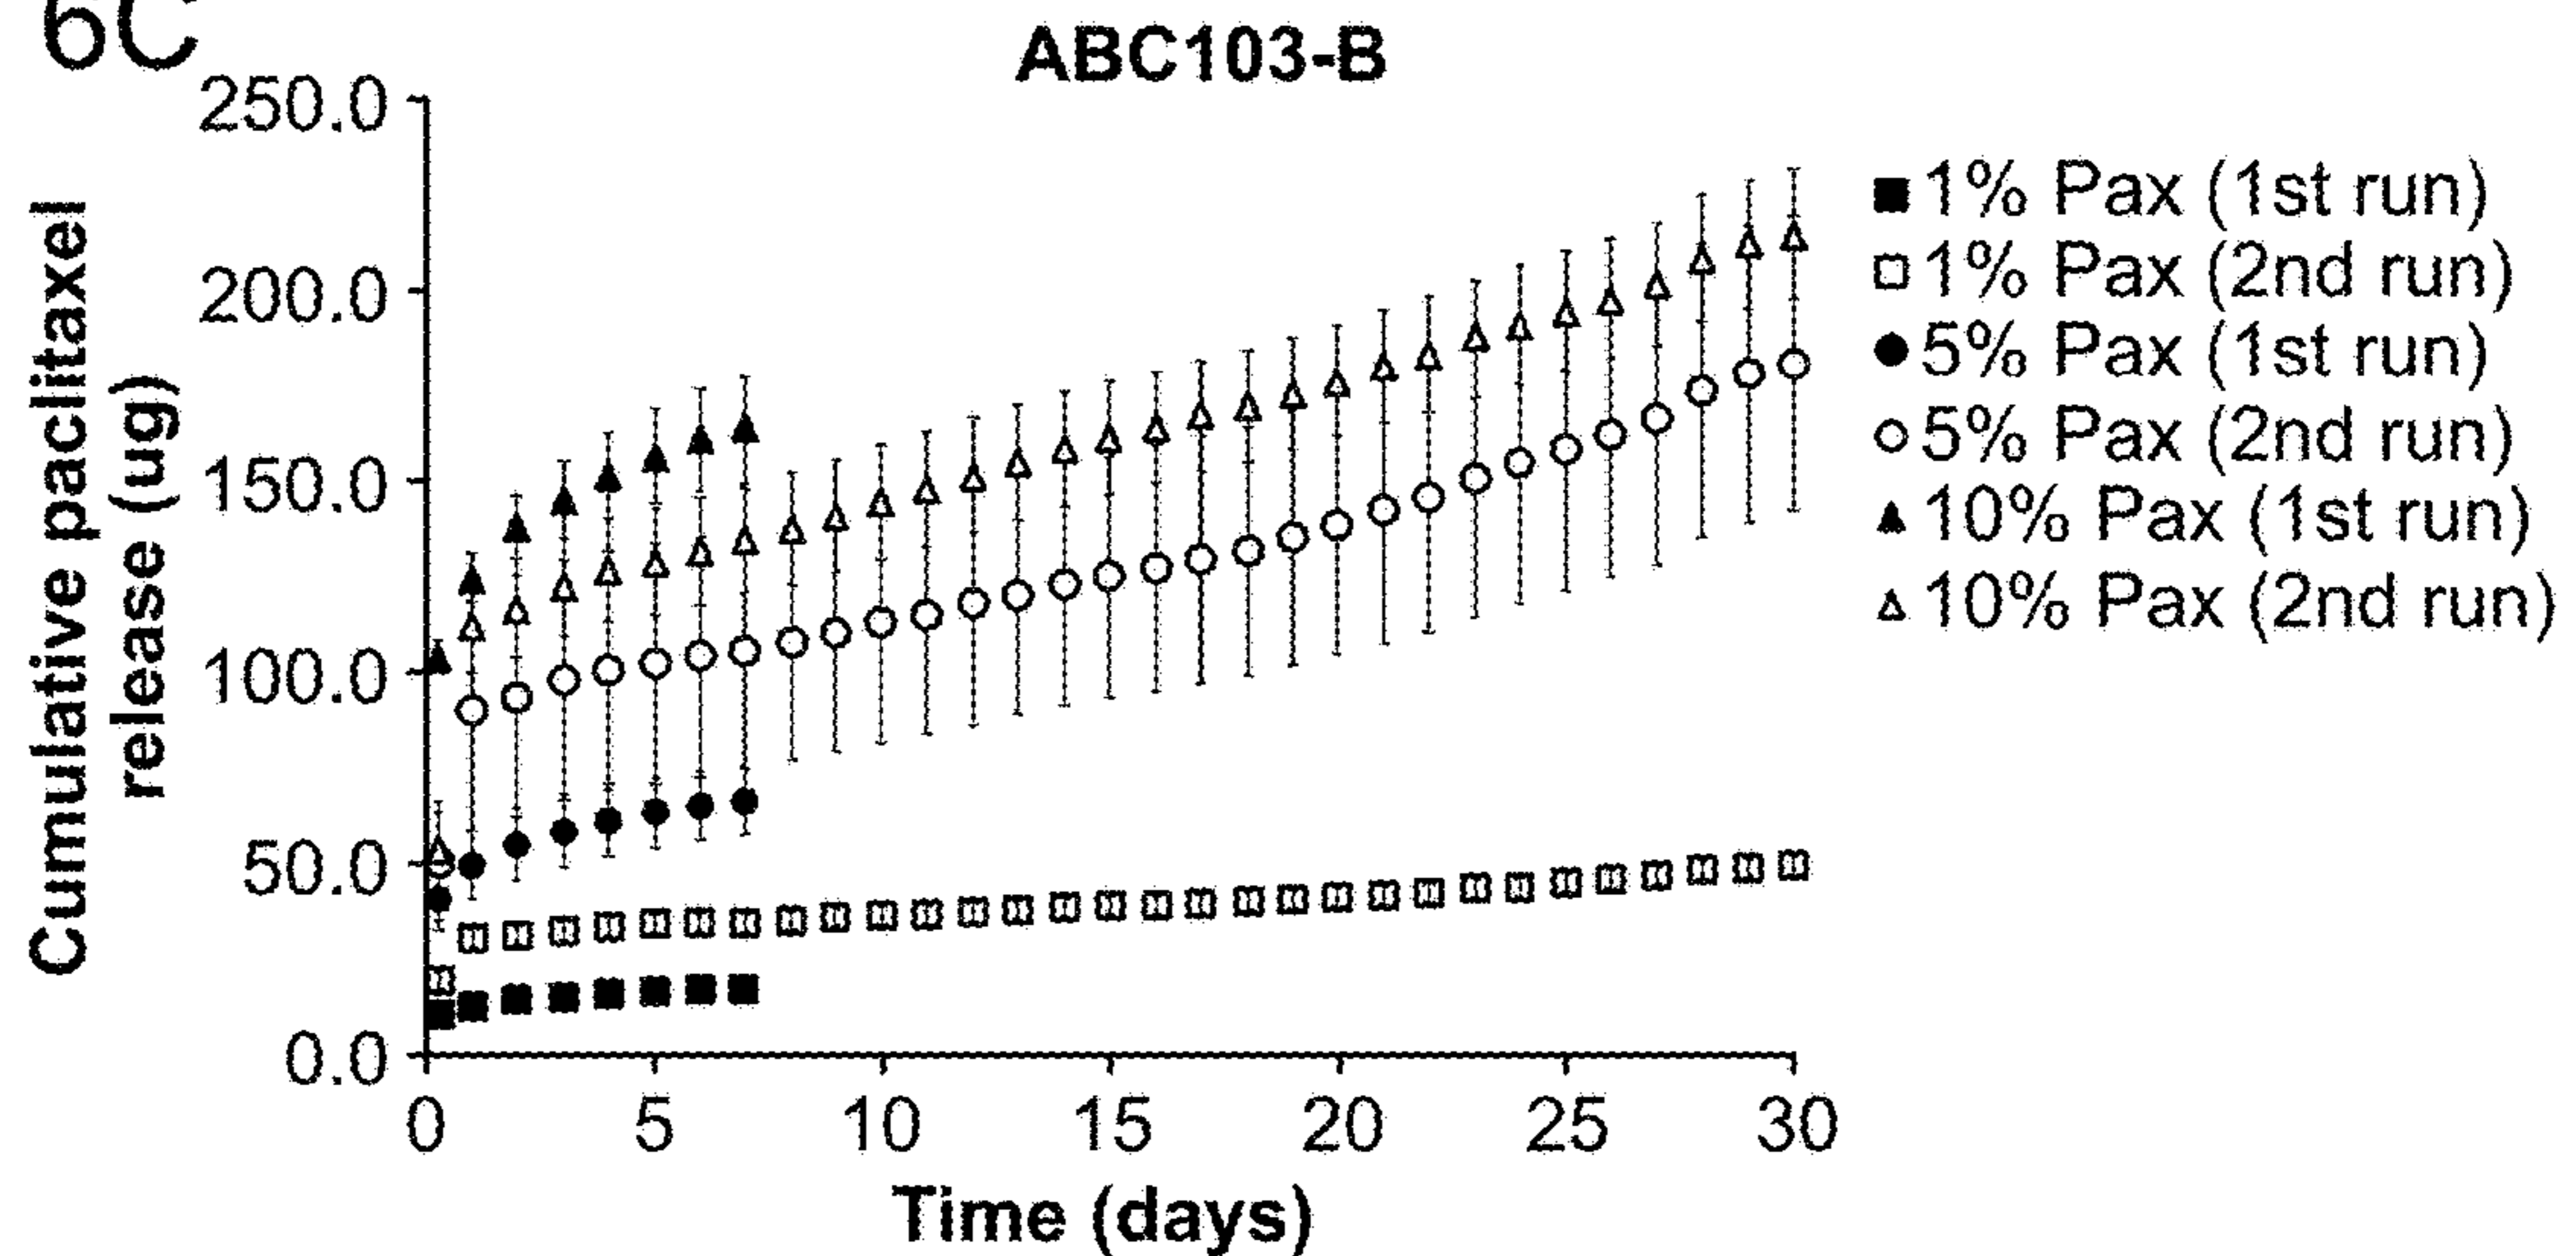 6C
ABC103-B
250.0
200.0
150.0
100.0
50.0
0.0
Cumulative paclitaxel
release (ug)
0 5 10 15 20 25 30
Time (days)
1% Pax (1st run)
1% Pax (2nd run)
5% Pax (1st run)
5% Pax (2nd run)
10% Pax (1st run)
10% Pax (2nd run)